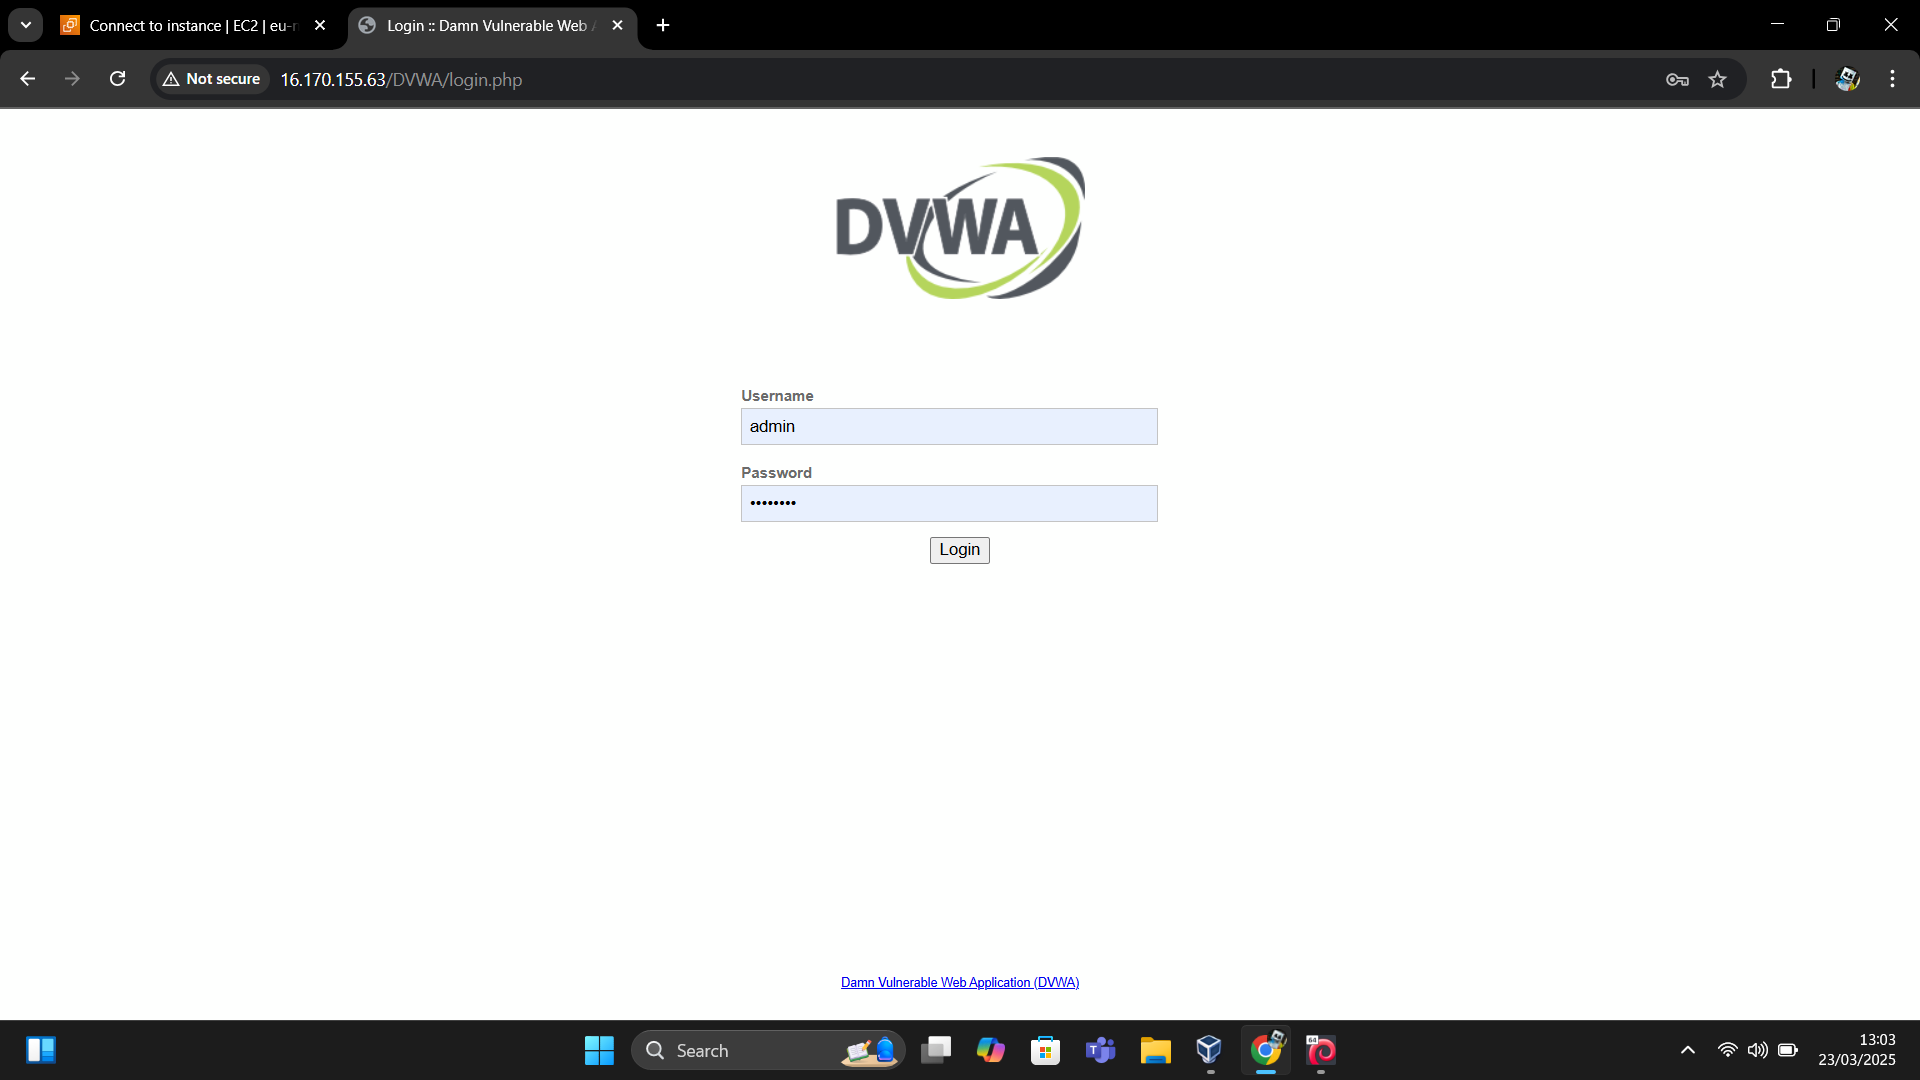 Connect to instance | EC2 | eu-n
Login :: Damn Vulnerable Web
Not secure
16.170.155.63/DVWA/login.php
DVWA
Username
admin
Password
••••••••
Login
Damn Vulnerable Web Application (DVWA)
Search
T
64
13:03
23/03/2025